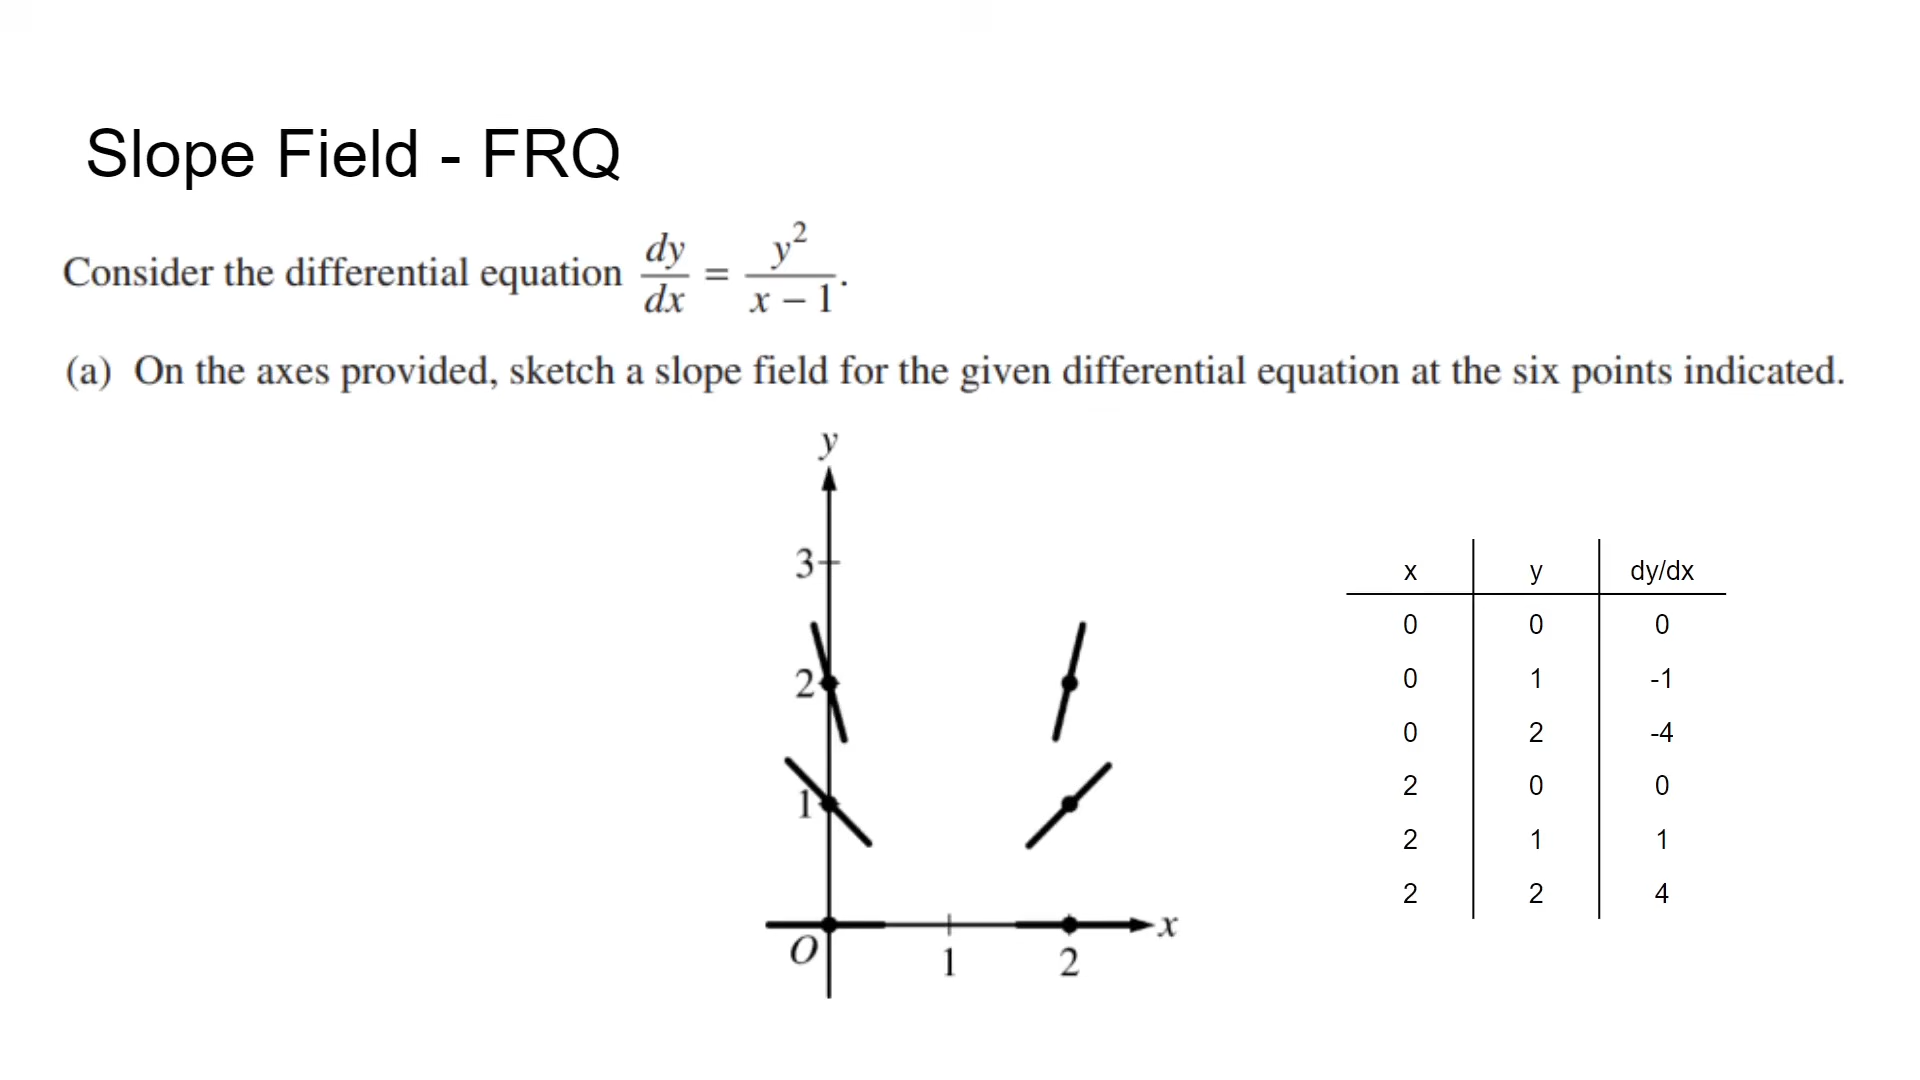 Slope Field - FRQ
Consider the differential equation dy/dx = y²/(x − 1).
(a) On the axes provided, sketch a slope field for the given differential equation at the six points indicated.
y
3
2
1
O
1
2
x
x y dy/dx
0 0 0
0 1 -1
0 2 -4
2 0 0
2 1 1
2 2 4